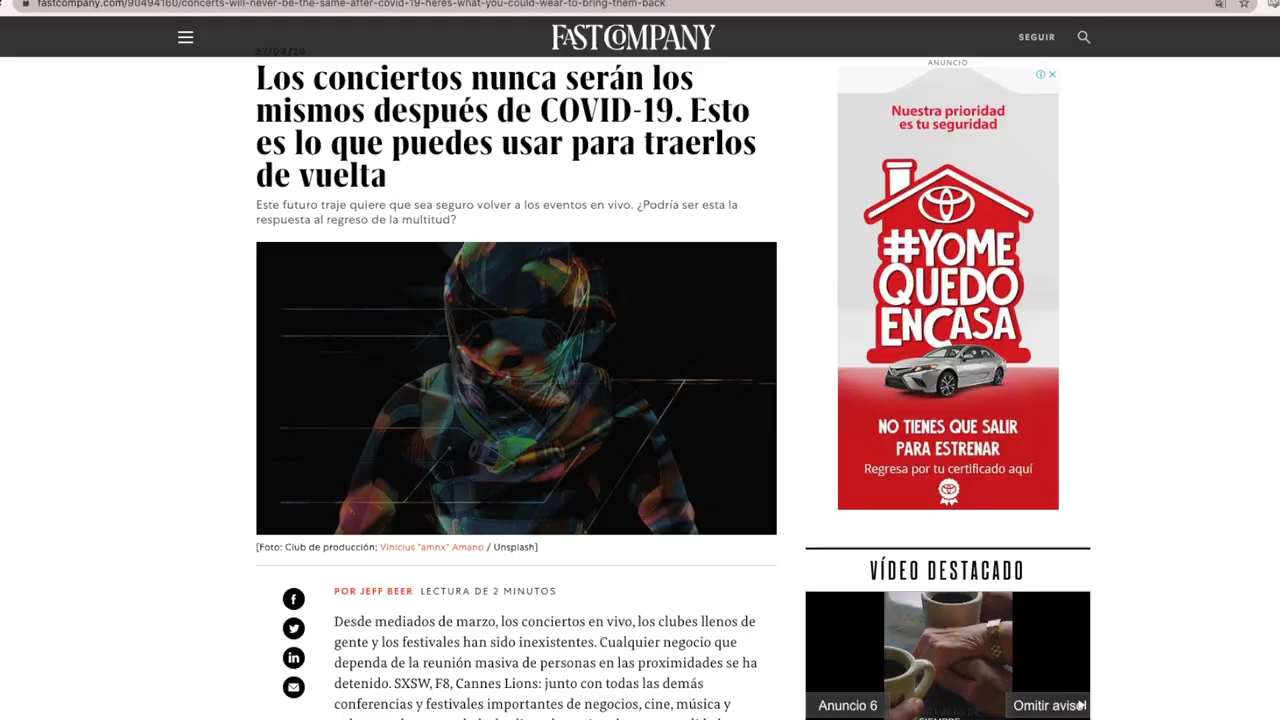 fastcompany.com/90494160/concerts-will-never-be-the-same-after-covid-19-heres-what-you-could-wear-to-bring-them-back
FAST COMPANY
SEGUIR
Los conciertos nunca serán los
mismos después de COVID-19. Esto
es lo que puedes usar para traerlos
de vuelta
Este futuro traje quiere que sea seguro volver a los eventos en vivo. ¿Podría ser esta la
respuesta al regreso de la multitud?
[Foto: Club de producción; Vinicius "amnx" Amano / Unsplash]
POR JEFF BEER LECTURA DE 2 MINUTOS
Desde mediados de marzo, los conciertos en vivo, los clubes llenos de
gente y los festivales han sido inexistentes. Cualquier negocio que
dependa de la reunión masiva de personas en las proximidades se ha
detenido. SXSW, F8, Cannes Lions: junto con todas las demás
conferencias y festivales importantes de negocios, cine, música y
ANUNCIO
Nuestra prioridad
es tu seguridad
#YOME
QUEDO
ENCASA
NO TIENES QUE SALIR
PARA ESTRENAR
Regresa por tu certificado aquí
VÍDEO DESTACADO
Anuncio 6
Omitir aviso